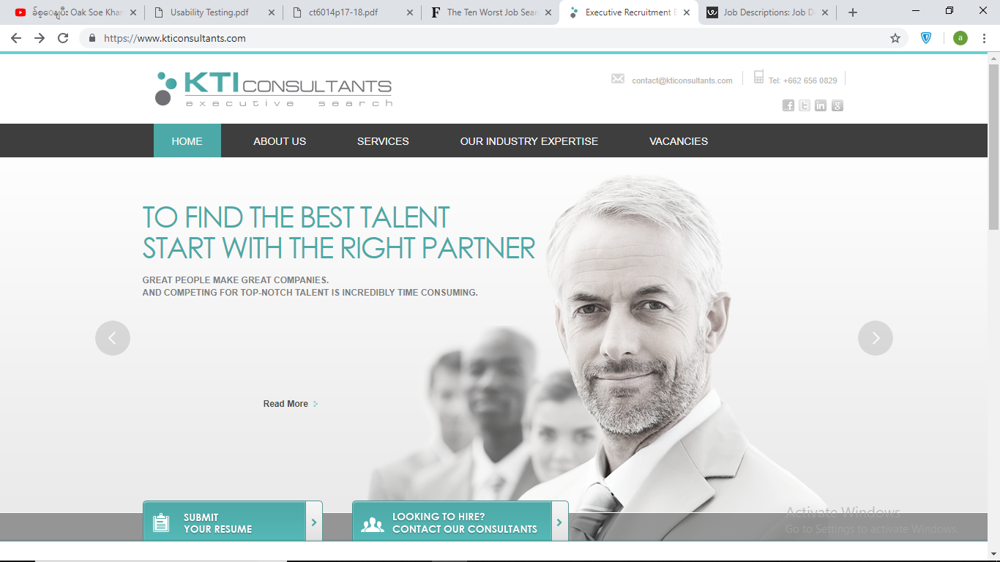 Oak Soe Khan
Usability Testing.pdf
ct6014p17-18.pdf
The Ten Worst Job Sear
Executive Recruitment
Job Descriptions: Job D
https://www.kticonsultants.com
a
KTI CONSULTANTS
executive search
contact@kticonsultants.com
Tel: +662 656 0829
HOME
ABOUT US
SERVICES
OUR INDUSTRY EXPERTISE
VACANCIES
TO FIND THE BEST TALENT
START WITH THE RIGHT PARTNER
GREAT PEOPLE MAKE GREAT COMPANIES.
AND COMPETING FOR TOP-NOTCH TALENT IS INCREDIBLY TIME CONSUMING.
Read More
SUBMIT
YOUR RESUME
LOOKING TO HIRE?
CONTACT OUR CONSULTANTS
Activate Windows
Go to Settings to activate Windows.